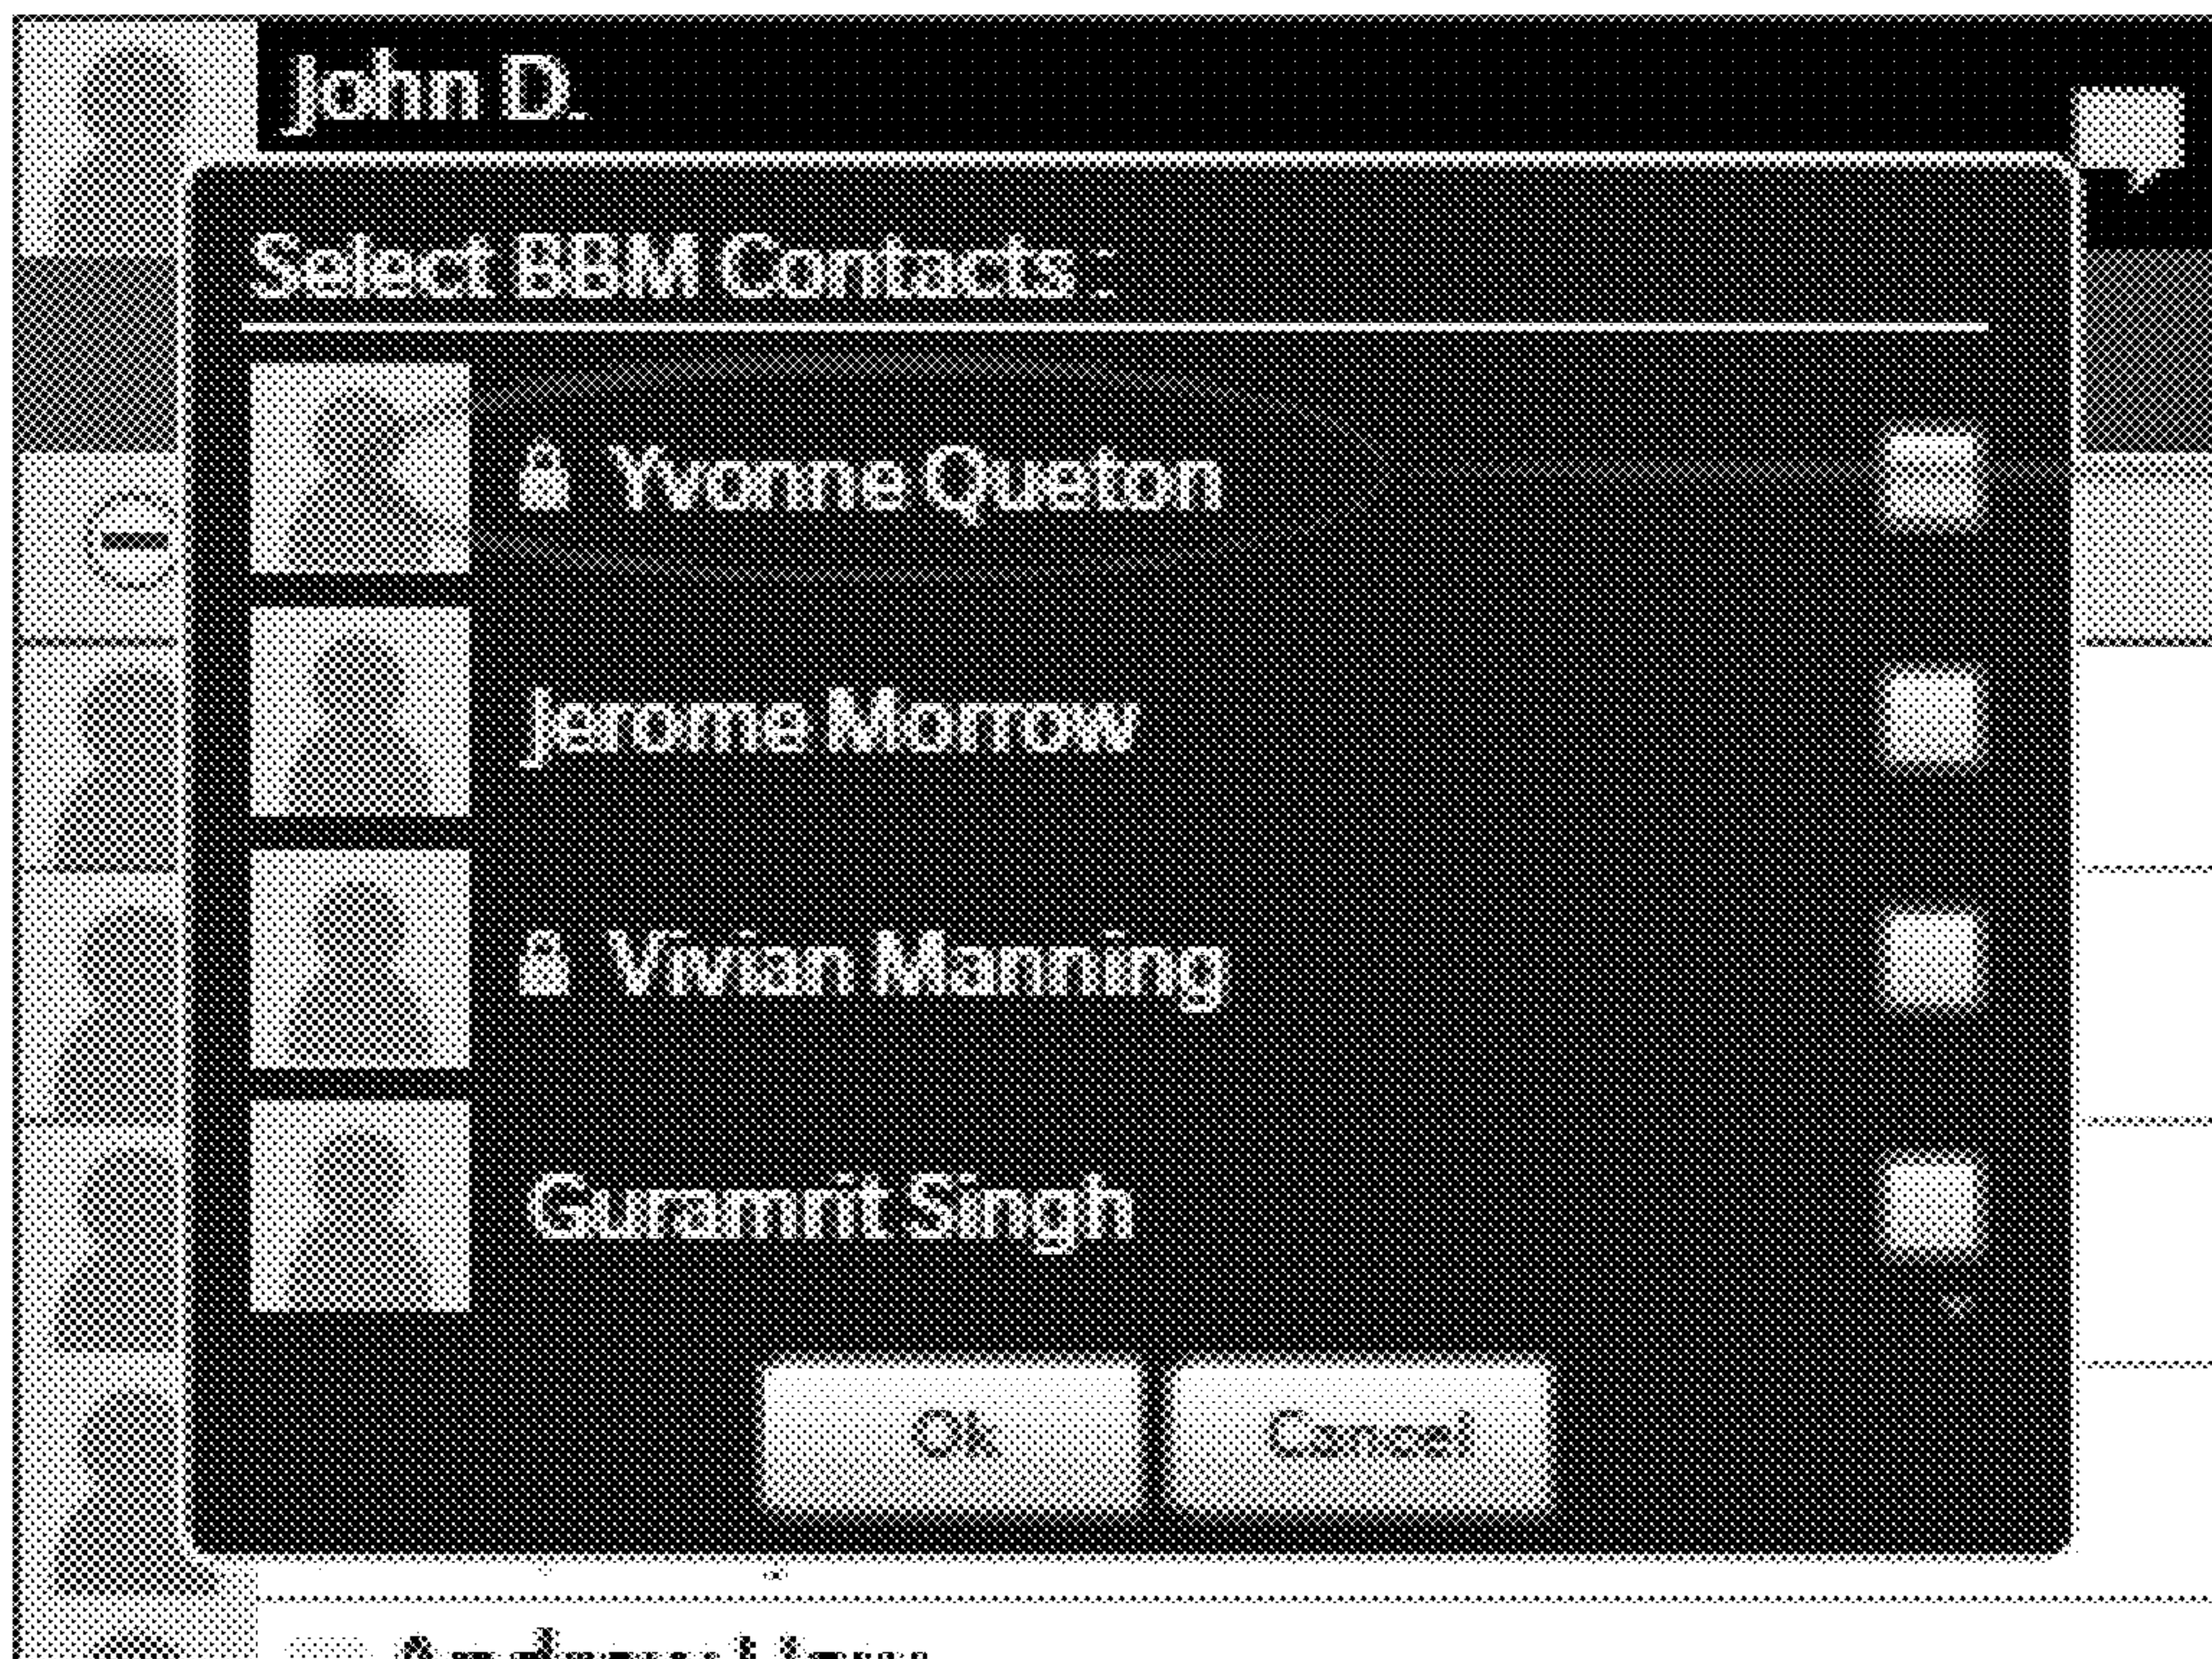 John D.
Select BBM Contacts :
Yvonne Queton
Jerome Morrow
Vivian Manning
Guramrit Singh
Ok Cancel